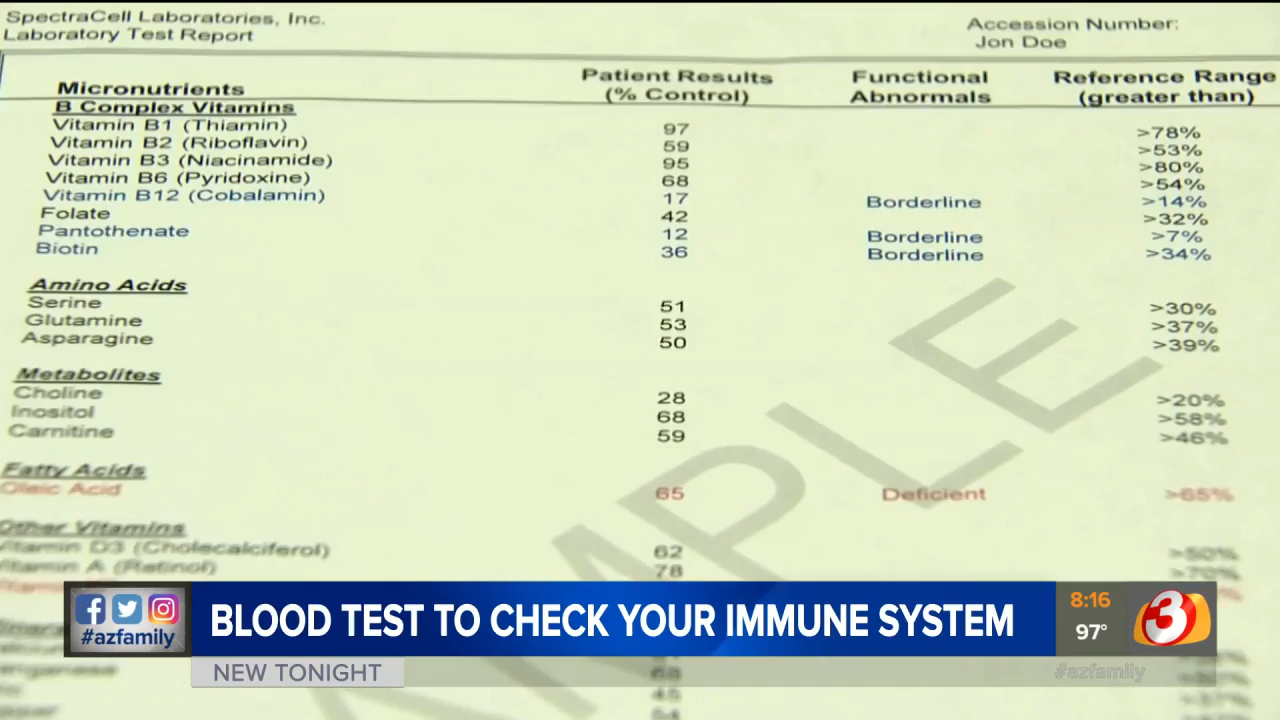 SpectraCell Laboratories, Inc.
Laboratory Test Report
Accession Number:
Jon Doe
Micronutrients Patient Results (% Control) Functional Abnormals Reference Range (greater than)
B Complex Vitamins
Vitamin B1 (Thiamin) 97 >78%
Vitamin B2 (Riboflavin) 59 >53%
Vitamin B3 (Niacinamide) 95 >80%
Vitamin B6 (Pyridoxine) 68 >54%
Vitamin B12 (Cobalamin) 17 Borderline >14%
Folate 42 >32%
Pantothenate 12 Borderline >7%
Biotin 36 Borderline >34%
Amino Acids
Serine 51 >30%
Glutamine 53 >37%
Asparagine 50 >39%
Metabolites
Choline 28 >20%
Inositol 68 >58%
Carnitine 59 >46%
Fatty Acids
Oleic Acid 65 Deficient >65%
Other Vitamins
Vitamin D3 (Cholecalciferol) 62 >50%
Vitamin A (Retinol) 78 >70%
#azfamily
BLOOD TEST TO CHECK YOUR IMMUNE SYSTEM
8:16
97°
3
NEW TONIGHT
#azfamily
45